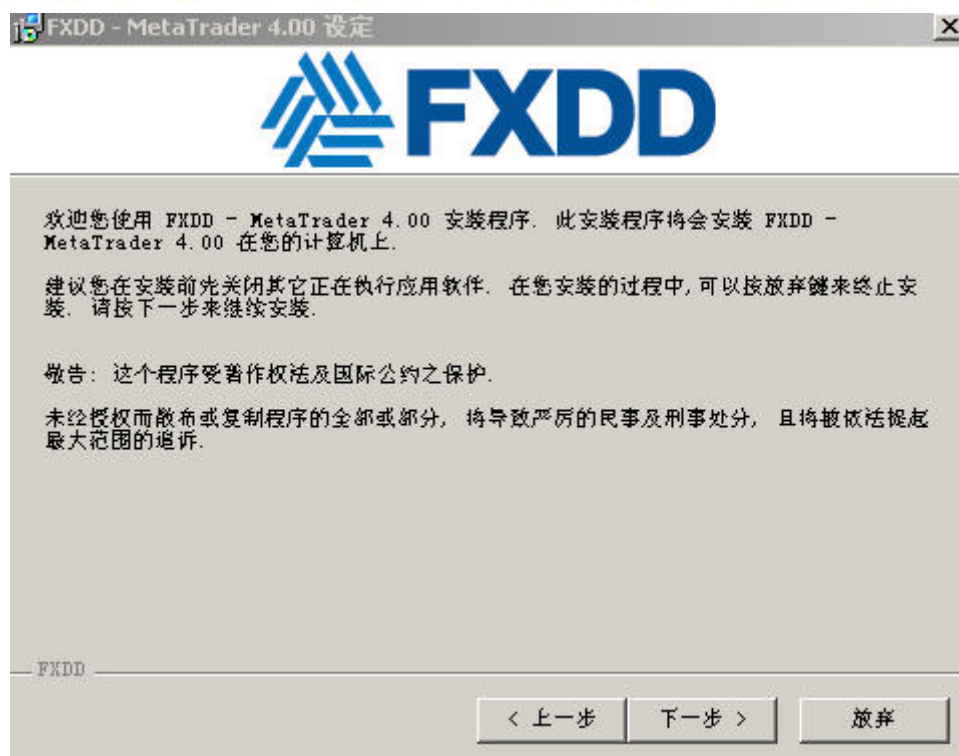 FXDD - MetaTrader 4.00 设定
FXDD
欢迎您使用 FXDD - MetaTrader 4.00 安装程序. 此安装程序将会安装 FXDD -
MetaTrader 4.00 在您的计算机上.
建议您在安装前先关闭其它正在执行应用软件. 在您安装的过程中,可以按放弃键来终止安
装. 请按下一步来继续安装.
敬告: 这个程序受著作权法及国际公约之保护.
未经授权而散布或复制程序的全部或部分, 将导致严厉的民事及刑事处分, 且将被依法提起
最大范围的追诉.
FXDD
< 上一步
下一步 >
放弃